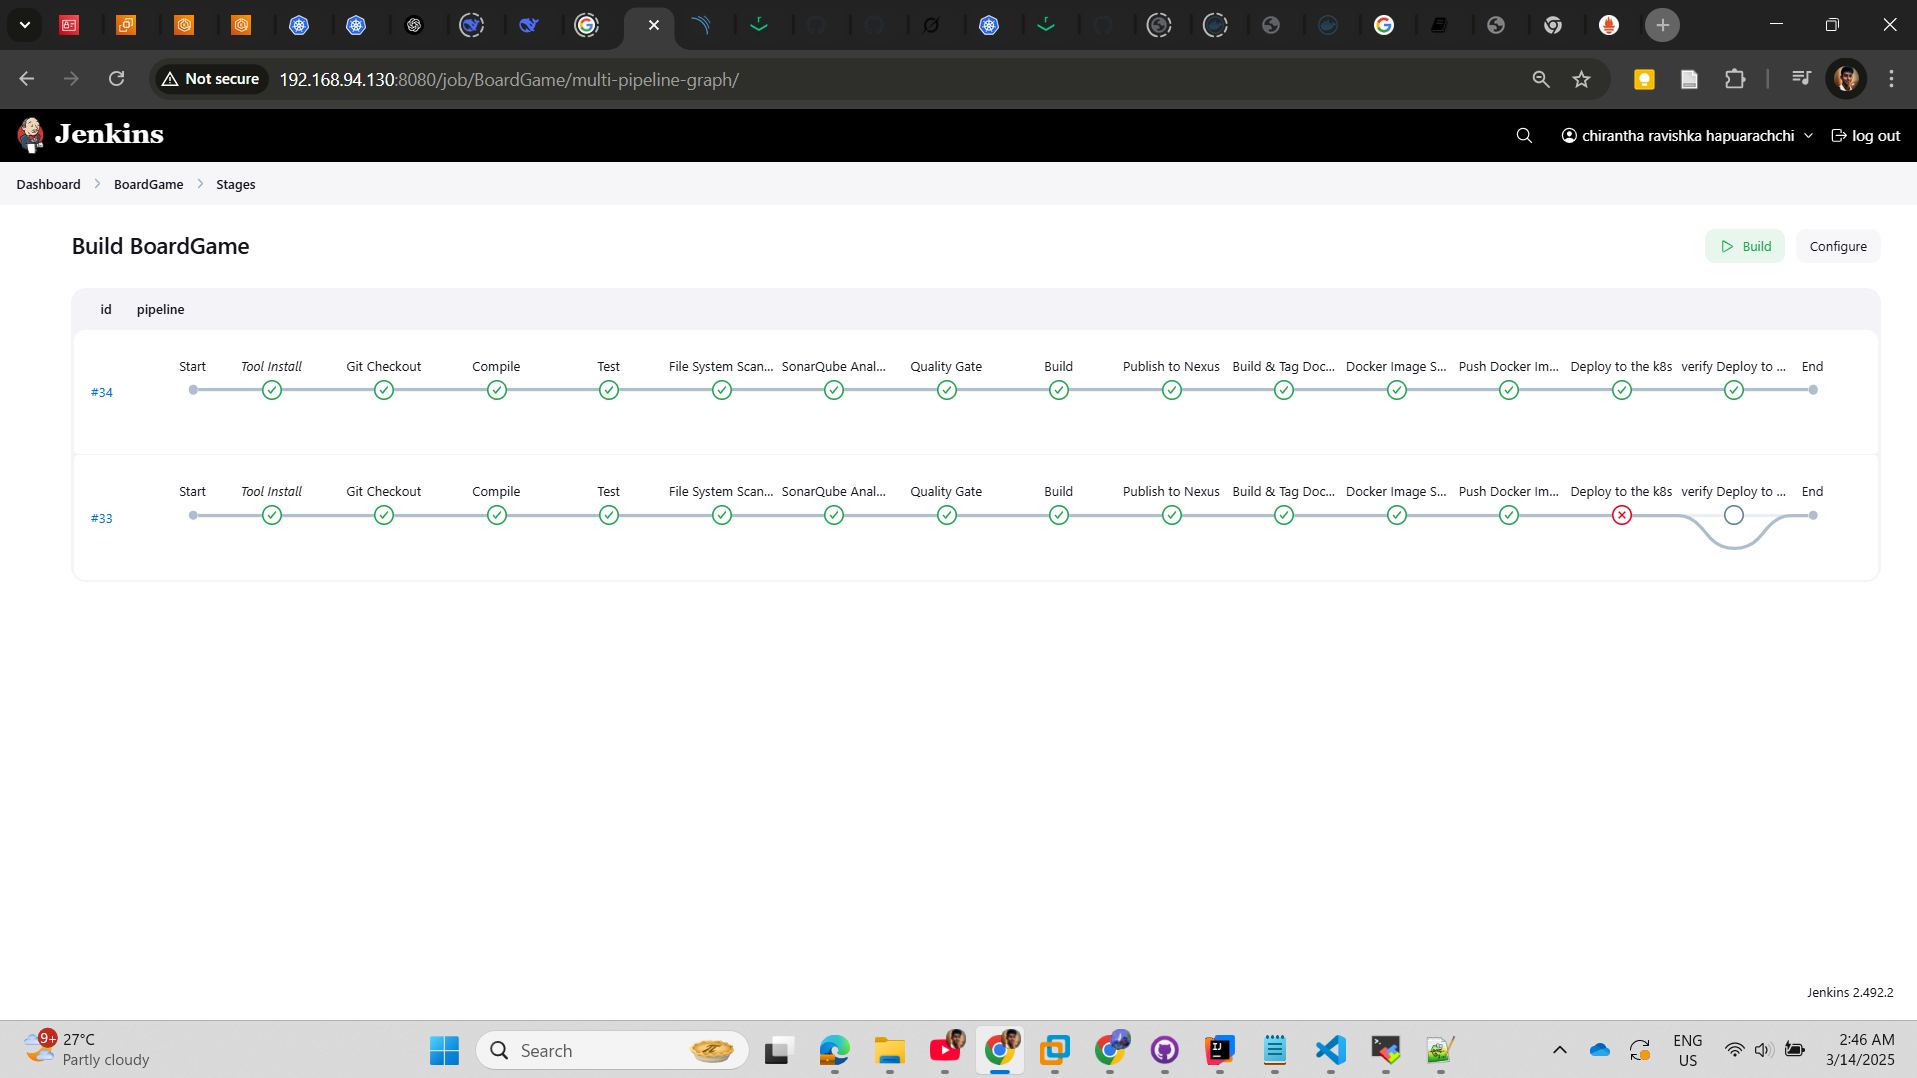 Not secure
192.168.94.130:8080/job/BoardGame/multi-pipeline-graph/
Jenkins
chirantha ravishka hapuarachchi
log out
Dashboard
BoardGame
Stages
Build BoardGame
Build
Configure
id
pipeline
Start
Tool Install
Git Checkout
Compile
Test
File System Scan...
SonarQube Anal...
Quality Gate
Build
Publish to Nexus
Build & Tag Doc...
Docker Image S...
Push Docker Im...
Deploy to the k8s
verify Deploy to ...
End
#34
Start
Tool Install
Git Checkout
Compile
Test
File System Scan...
SonarQube Anal...
Quality Gate
Build
Publish to Nexus
Build & Tag Doc...
Docker Image S...
Push Docker Im...
Deploy to the k8s
verify Deploy to ...
End
#33
Jenkins 2.492.2
9+
27°C
Partly cloudy
Search
ENG
US
2:46 AM
3/14/2025